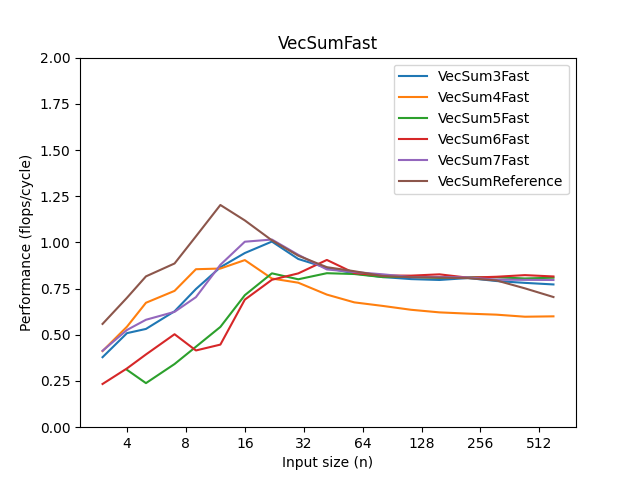 VecSumFast
2.00
1.75
1.50
1.25
1.00
0.75
0.50
0.25
0.00
Performance (flops/cycle)
VecSum3Fast
VecSum4Fast
VecSum5Fast
VecSum6Fast
VecSum7Fast
VecSumReference
4 8 16 32 64 128 256 512
Input size (n)